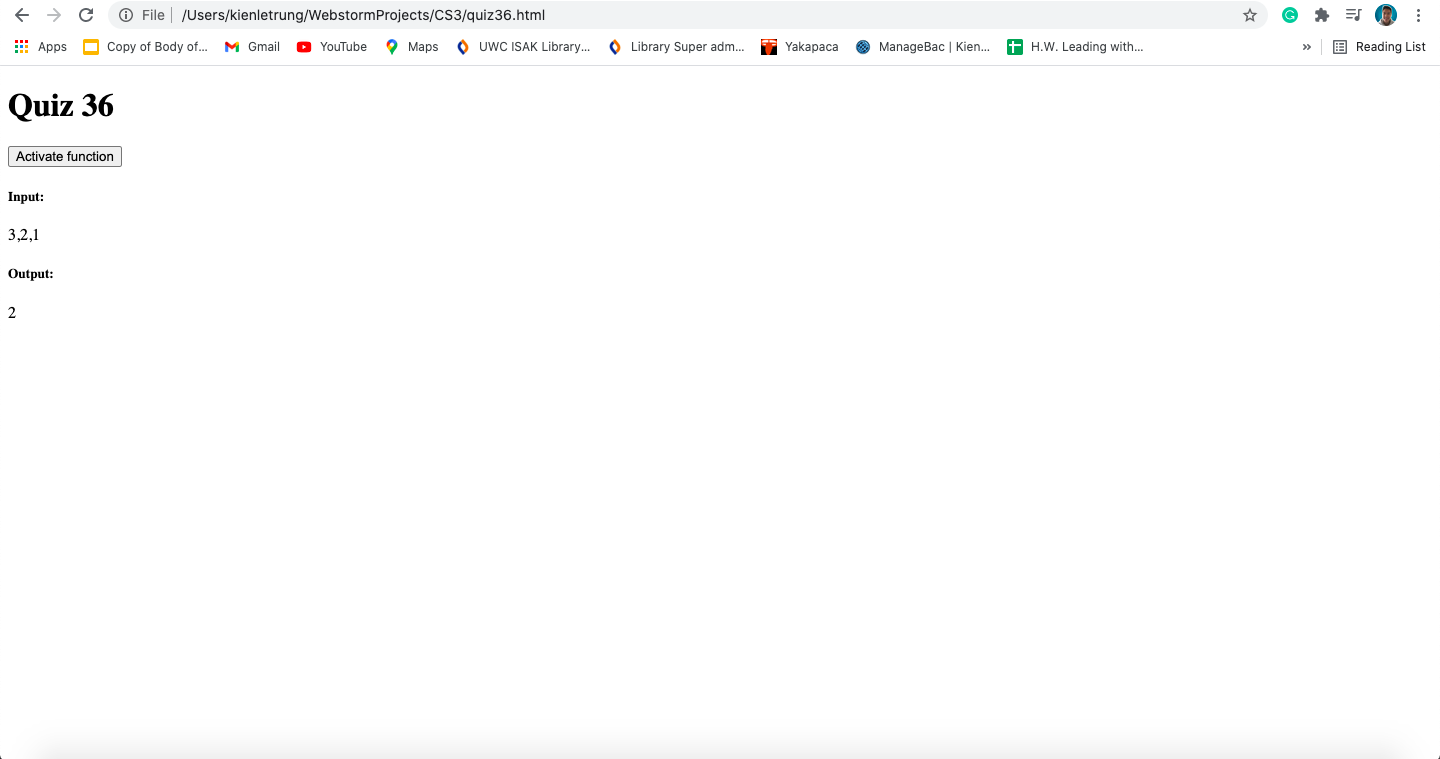 File /Users/kienletrung/WebstormProjects/CS3/quiz36.html
Apps Copy of Body of... Gmail YouTube Maps UWC ISAK Library... Library Super adm... Yakapaca ManageBac | Kien... H.W. Leading with... » Reading List
Quiz 36
Activate function
Input:
3,2,1
Output:
2